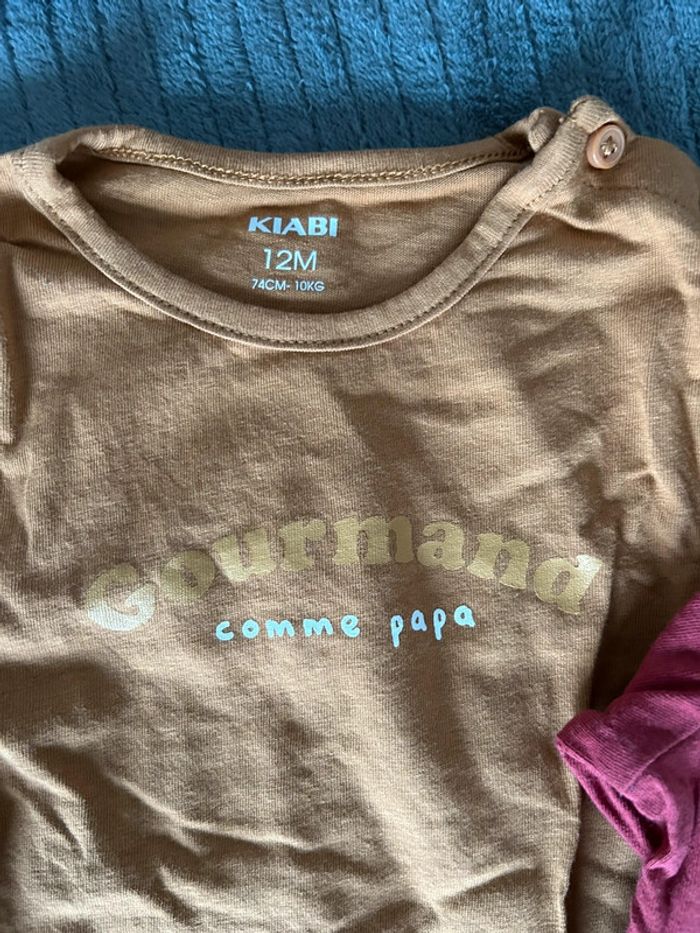 KIABI
12M
74CM- 10KG
Gourmand
comme papa